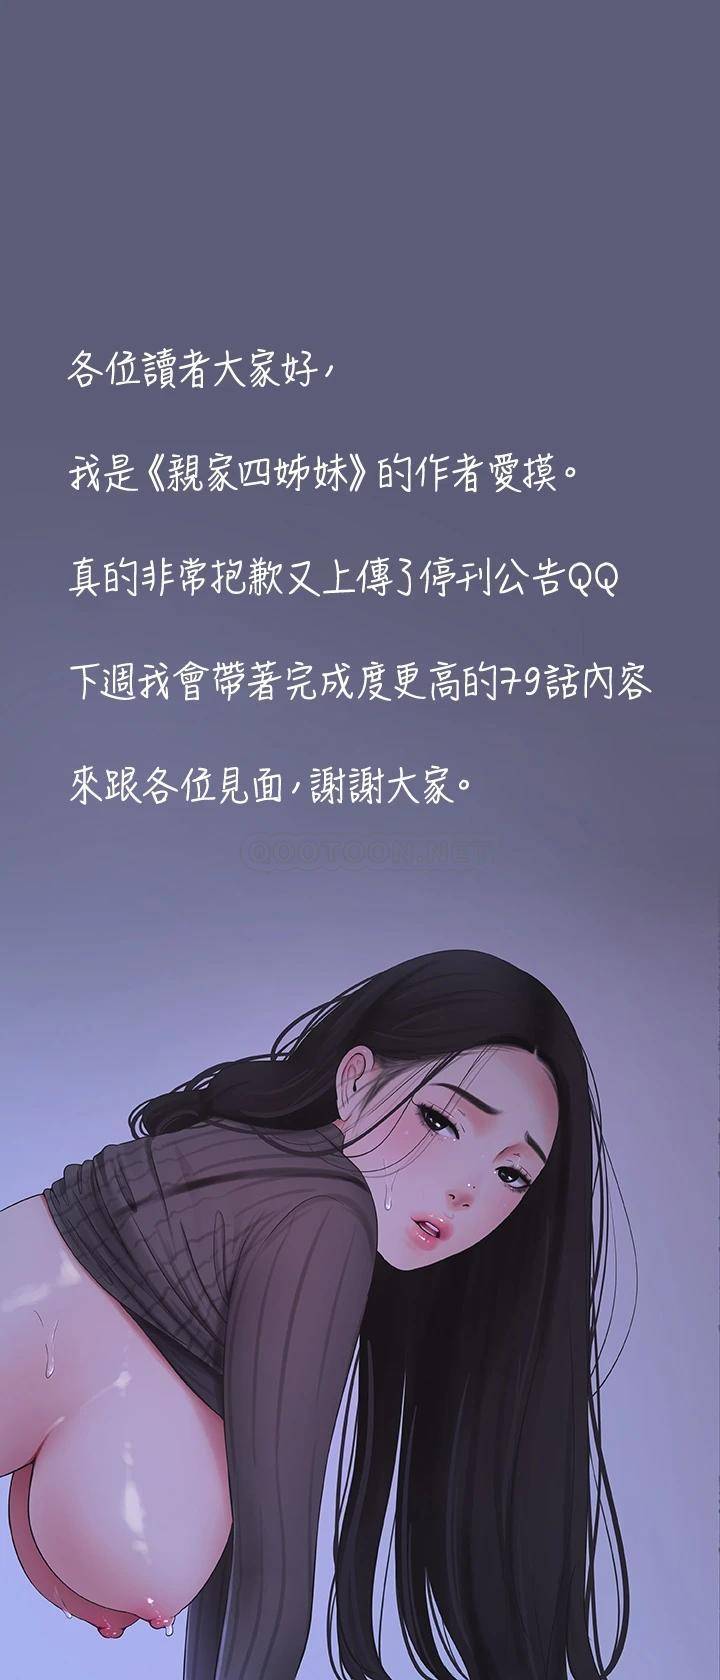 各位讀者大家好，
我是《親家四姊妹》的作者愛摸。
真的非常抱歉又上傳了停刊公告QQ
下週我會帶著完成度更高的79話內容
來跟各位見面，謝謝大家。
QOOTOON.NET